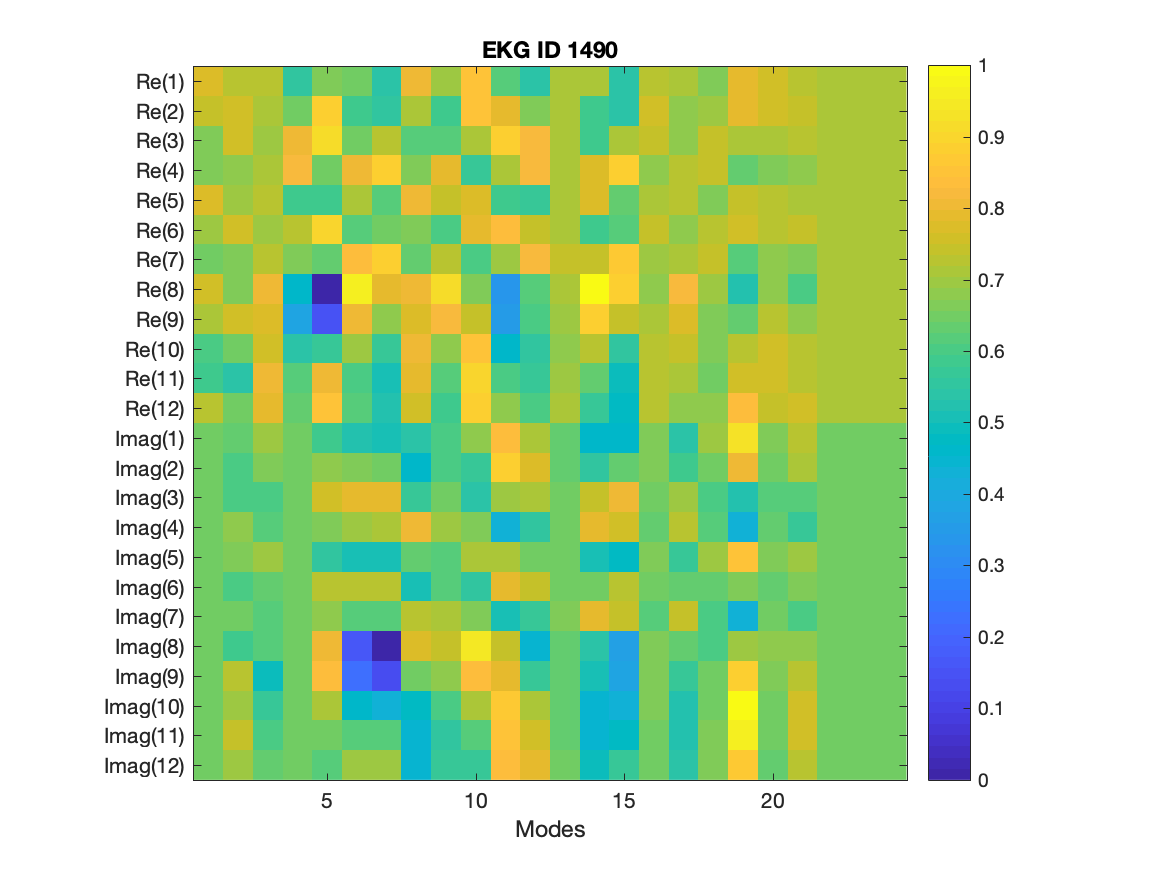 EKG ID 1490
Re(1)
Re(2)
Re(3)
Re(4)
Re(5)
Re(6)
Re(7)
Re(8)
Re(9)
Re(10)
Re(11)
Re(12)
Imag(1)
Imag(2)
Imag(3)
Imag(4)
Imag(5)
Imag(6)
Imag(7)
Imag(8)
Imag(9)
Imag(10)
Imag(11)
Imag(12)
5 10 15 20
Modes
1
0.9
0.8
0.7
0.6
0.5
0.4
0.3
0.2
0.1
0